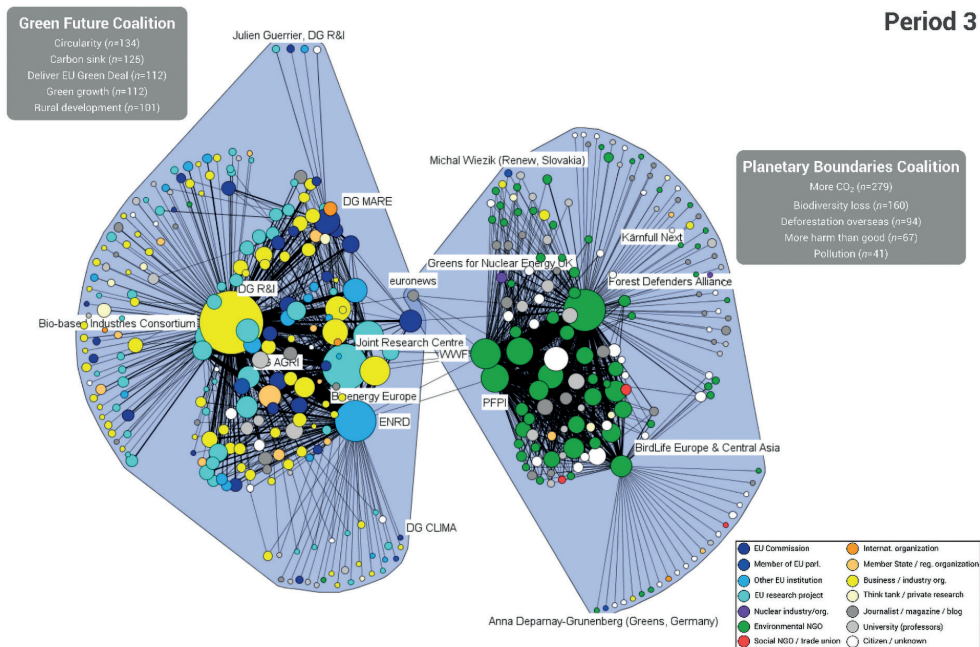 Green Future Coalition
Circularity (n=134)
Carbon sink (n=126)
Deliver EU Green Deal (n=112)
Green growth (n=112)
Rural development (n=101)
Period 3
Julien Guerrier, DG R&I
Michal Wiezik (Renew, Slovakia)
Planetary Boundaries Coalition
More CO₂ (n=279)
Biodiversity loss (n=160)
Deforestation overseas (n=94)
More harm than good (n=67)
Pollution (n=41)
DG MARE
Kärnfull Next
Greens for Nuclear Energy UK
euronews
Forest Defenders Alliance
DG R&I
Bio-base Industries Consortium
Joint Research Centre
WWF
DG AGRI
Bioenergy Europe
PFPI
ENRD
BirdLife Europe & Central Asia
DG CLIMA
Anna Deparnay-Grunenberg (Greens, Germany)
EU Commission
Member of EU parl.
Other EU institution
EU research project
Nuclear industry/org.
Environmental NGO
Social NGO / trade union
Internat. organization
Member State / reg. organization
Business / industry org.
Think tank / private research
Journalist / magazine / blog
University (professors)
Citizen / unknown